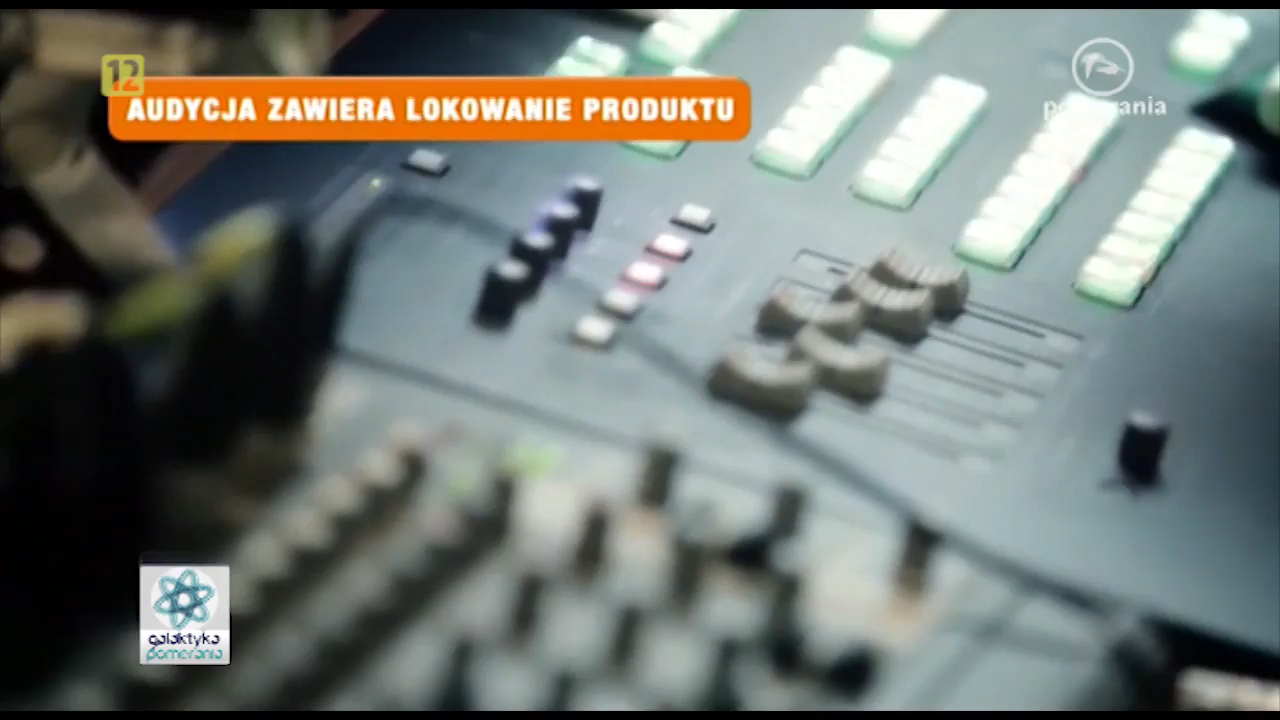 12
AUDYCJA ZAWIERA LOKOWANIE PRODUKTU
pomerania
galaktyka
pomerania